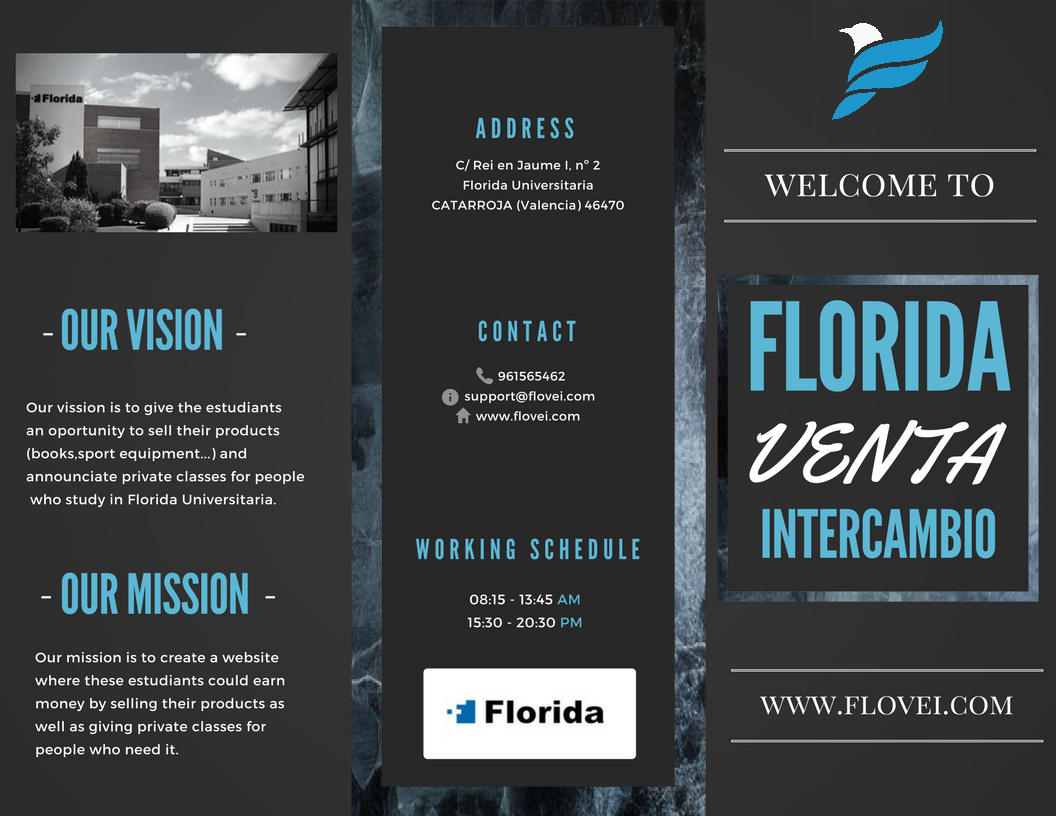 Florida
- OUR VISION -
Our vission is to give the estudiants
an oportunity to sell their products
(books,sport equipment...) and
announciate private classes for people
who study in Florida Universitaria.
- OUR MISSION -
Our mission is to create a website
where these estudiants could earn
money by selling their products as
well as giving private classes for
people who need it.
ADDRESS
C/ Rei en Jaume I, nº 2
Florida Universitaria
CATARROJA (Valencia) 46470
CONTACT
961565462
support@flovei.com
www.flovei.com
WORKING SCHEDULE
08:15 - 13:45 AM
15:30 - 20:30 PM
Florida
WELCOME TO
FLORIDA
VENTA
INTERCAMBIO
WWW.FLOVEI.COM